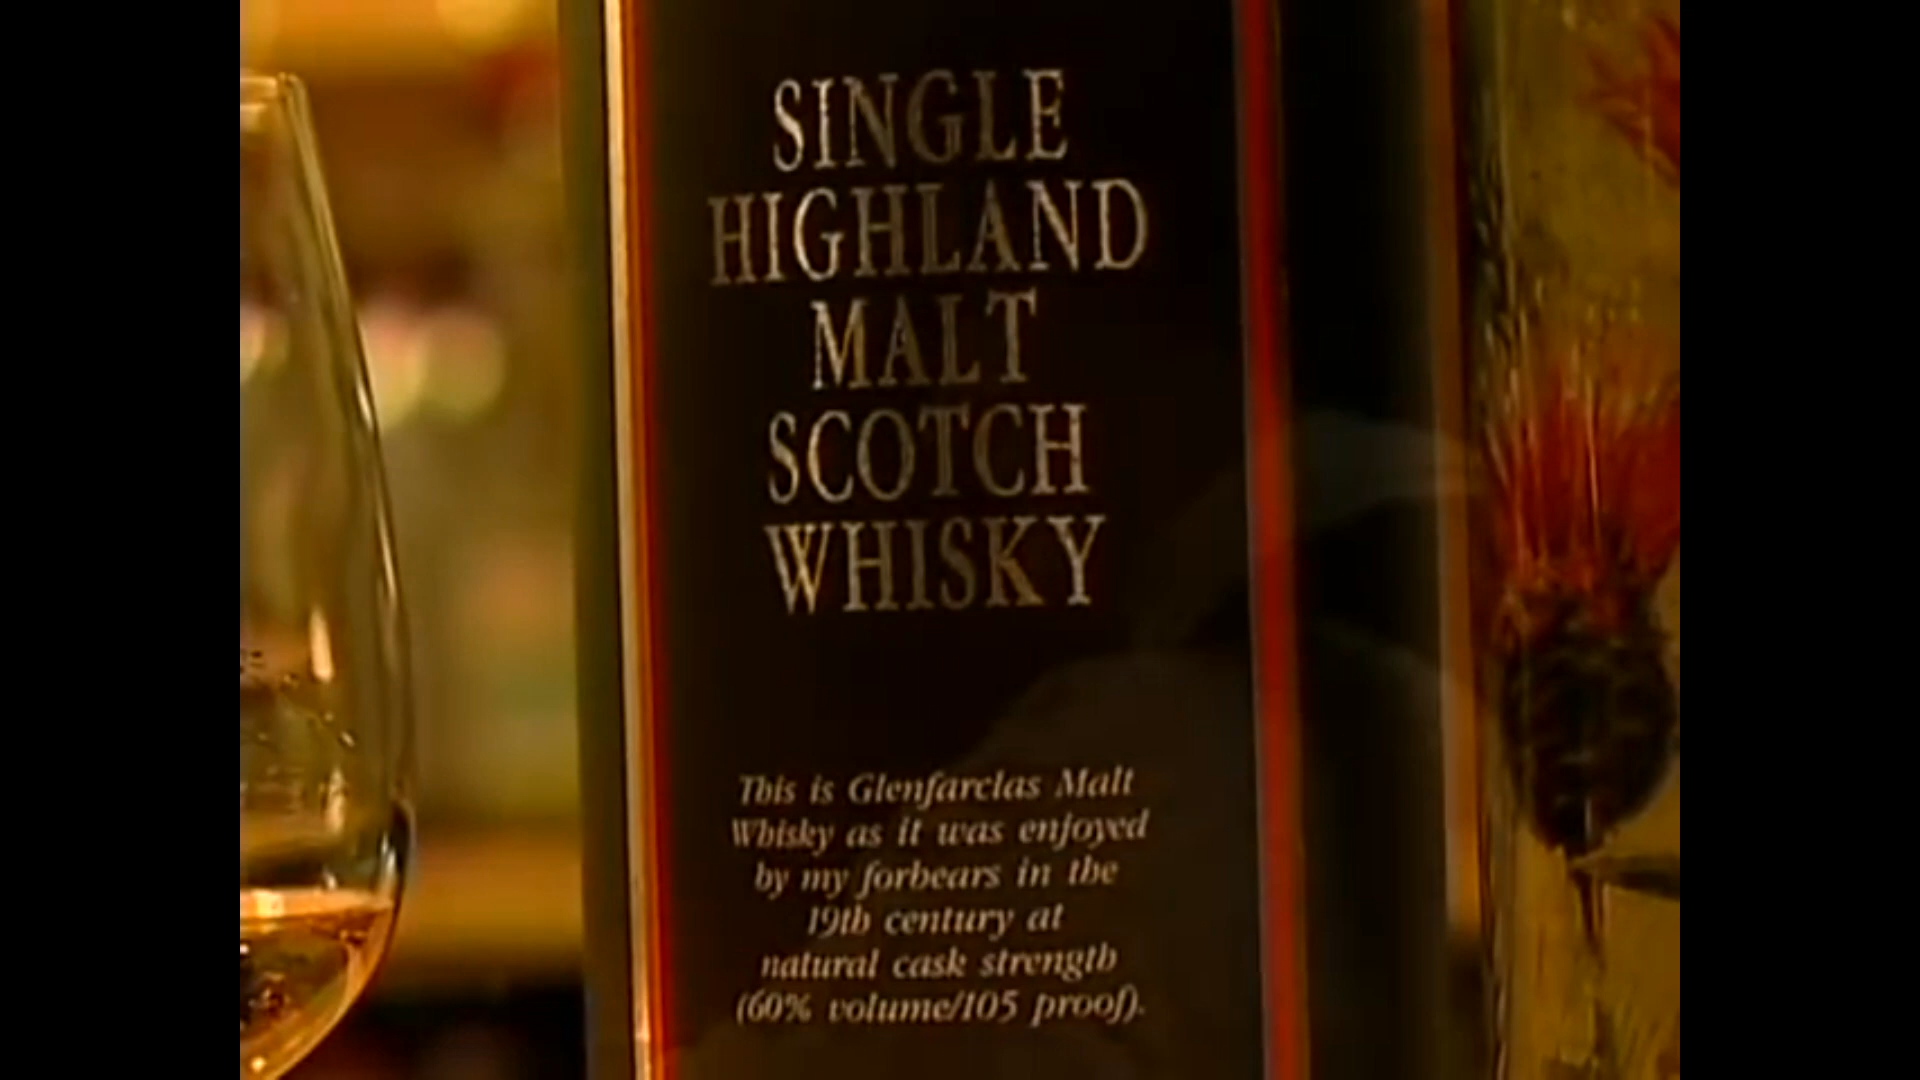 SINGLE
HIGHLAND
MALT
SCOTCH
WHISKY
This is Glenfarclas Malt
Whisky as it was enjoyed
by my forbears in the
19th century at
natural cask strength
(60% volume/105 proof).